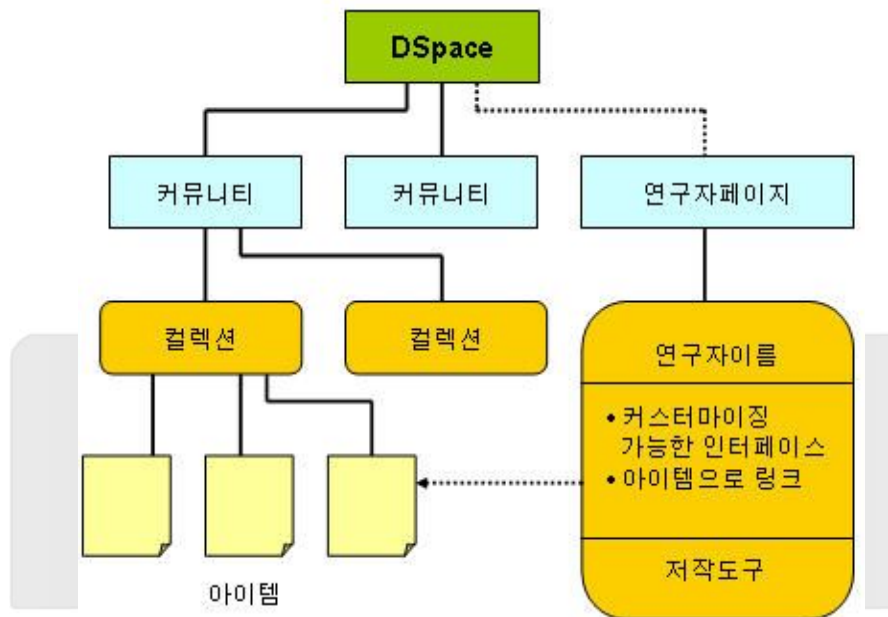 DSpace
커뮤니티
커뮤니티
연구자페이지
컬렉션
컬렉션
연구자이름
• 커스터마이징
가능한 인터페이스
• 아이템으로 링크
저작도구
아이템